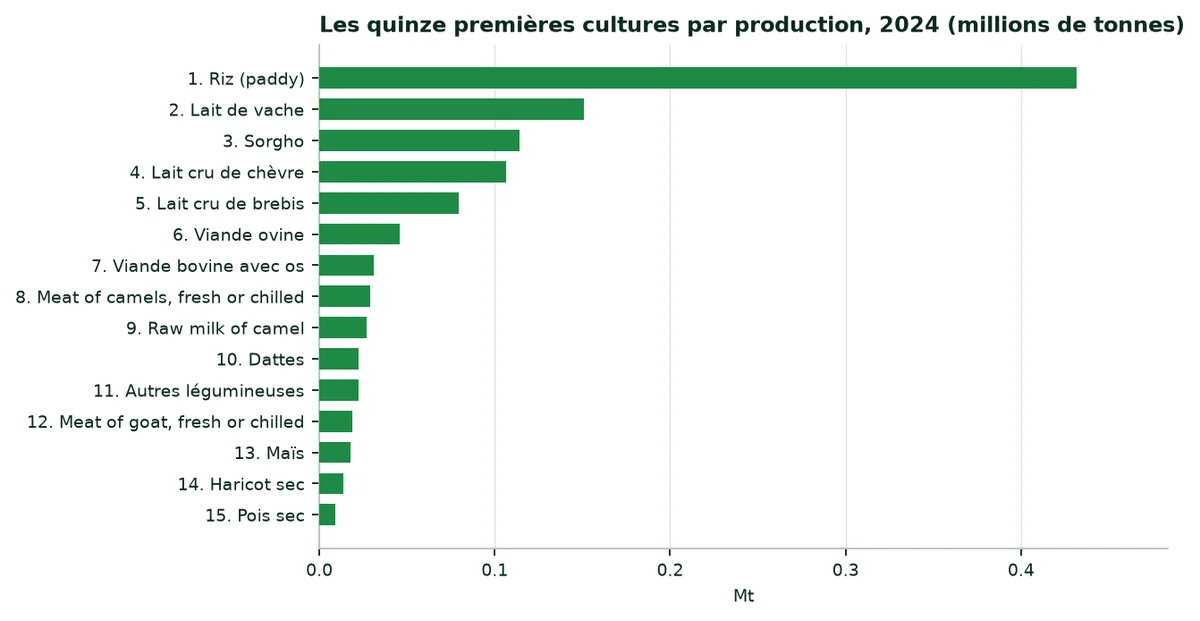 Les quinze premières cultures par production, 2024 (millions de tonnes)
1. Riz (paddy)
2. Lait de vache
3. Sorgho
4. Lait cru de chèvre
5. Lait cru de brebis
6. Viande ovine
7. Viande bovine avec os
8. Meat of camels, fresh or chilled
9. Raw milk of camel
10. Dattes
11. Autres légumineuses
12. Meat of goat, fresh or chilled
13. Maïs
14. Haricot sec
15. Pois sec
0.0 0.1 0.2 0.3 0.4
Mt